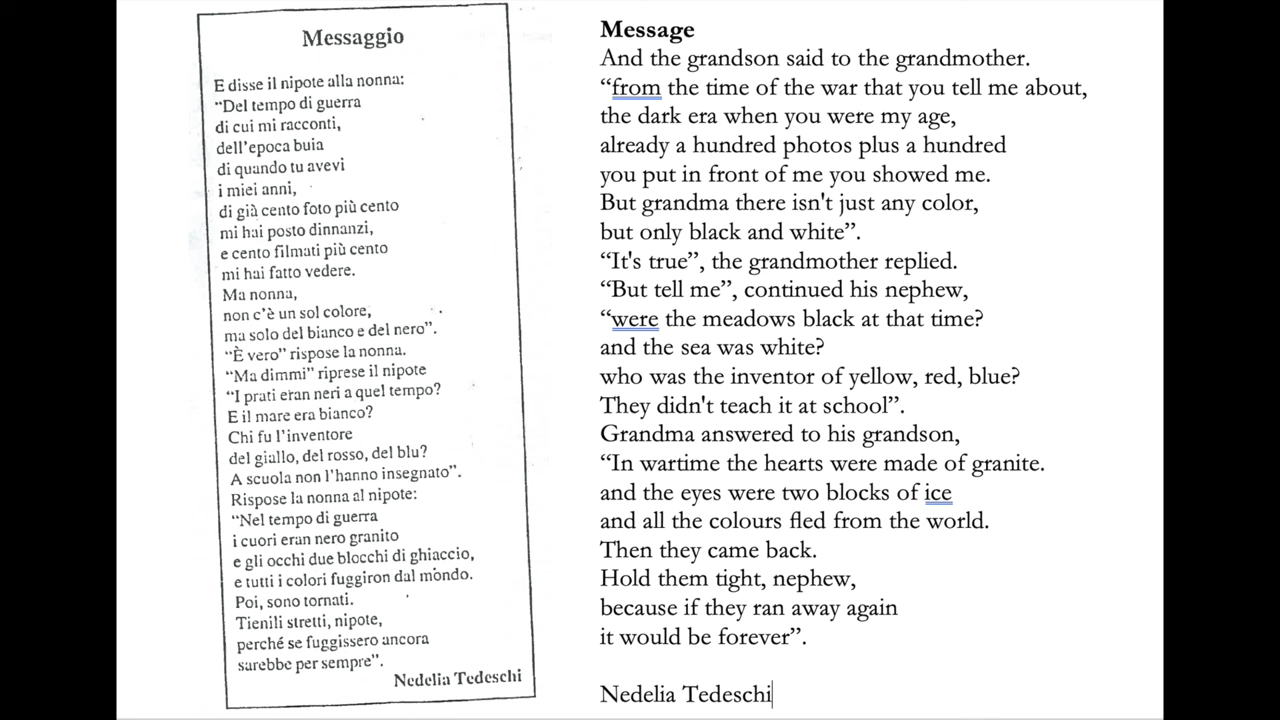 Messaggio
E disse il nipote alla nonna:
“Del tempo di guerra
di cui mi racconti,
dell’epoca buia
di quando tu avevi
i miei anni,
di già cento foto più cento
mi hai posto dinnanzi,
e cento filmati più cento
mi hai fatto vedere.
Ma nonna,
non c’è un sol colore,
ma solo del bianco e del nero”.
“È vero” rispose la nonna.
“Ma dimmi” riprese il nipote
“I prati eran neri a quel tempo?
E il mare era bianco?
Chi fu l’inventore
del giallo, del rosso, del blu?
A scuola non l’hanno insegnato”.
Rispose la nonna al nipote:
“Nel tempo di guerra
i cuori eran nero granito
e gli occhi due blocchi di ghiaccio,
e tutti i colori fuggiron dal mondo.
Poi, sono tornati.
Tienili stretti, nipote,
perché se fuggissero ancora
sarebbe per sempre”.
Nedelia Tedeschi
Message
And the grandson said to the grandmother.
“from the time of the war that you tell me about,
the dark era when you were my age,
already a hundred photos plus a hundred
you put in front of me you showed me.
But grandma there isn't just any color,
but only black and white”.
“It's true”, the grandmother replied.
“But tell me”, continued his nephew,
“were the meadows black at that time?
and the sea was white?
who was the inventor of yellow, red, blue?
They didn't teach it at school”.
Grandma answered to his grandson,
“In wartime the hearts were made of granite.
and the eyes were two blocks of ice
and all the colours fled from the world.
Then they came back.
Hold them tight, nephew,
because if they ran away again
it would be forever”.
Nedelia Tedeschi